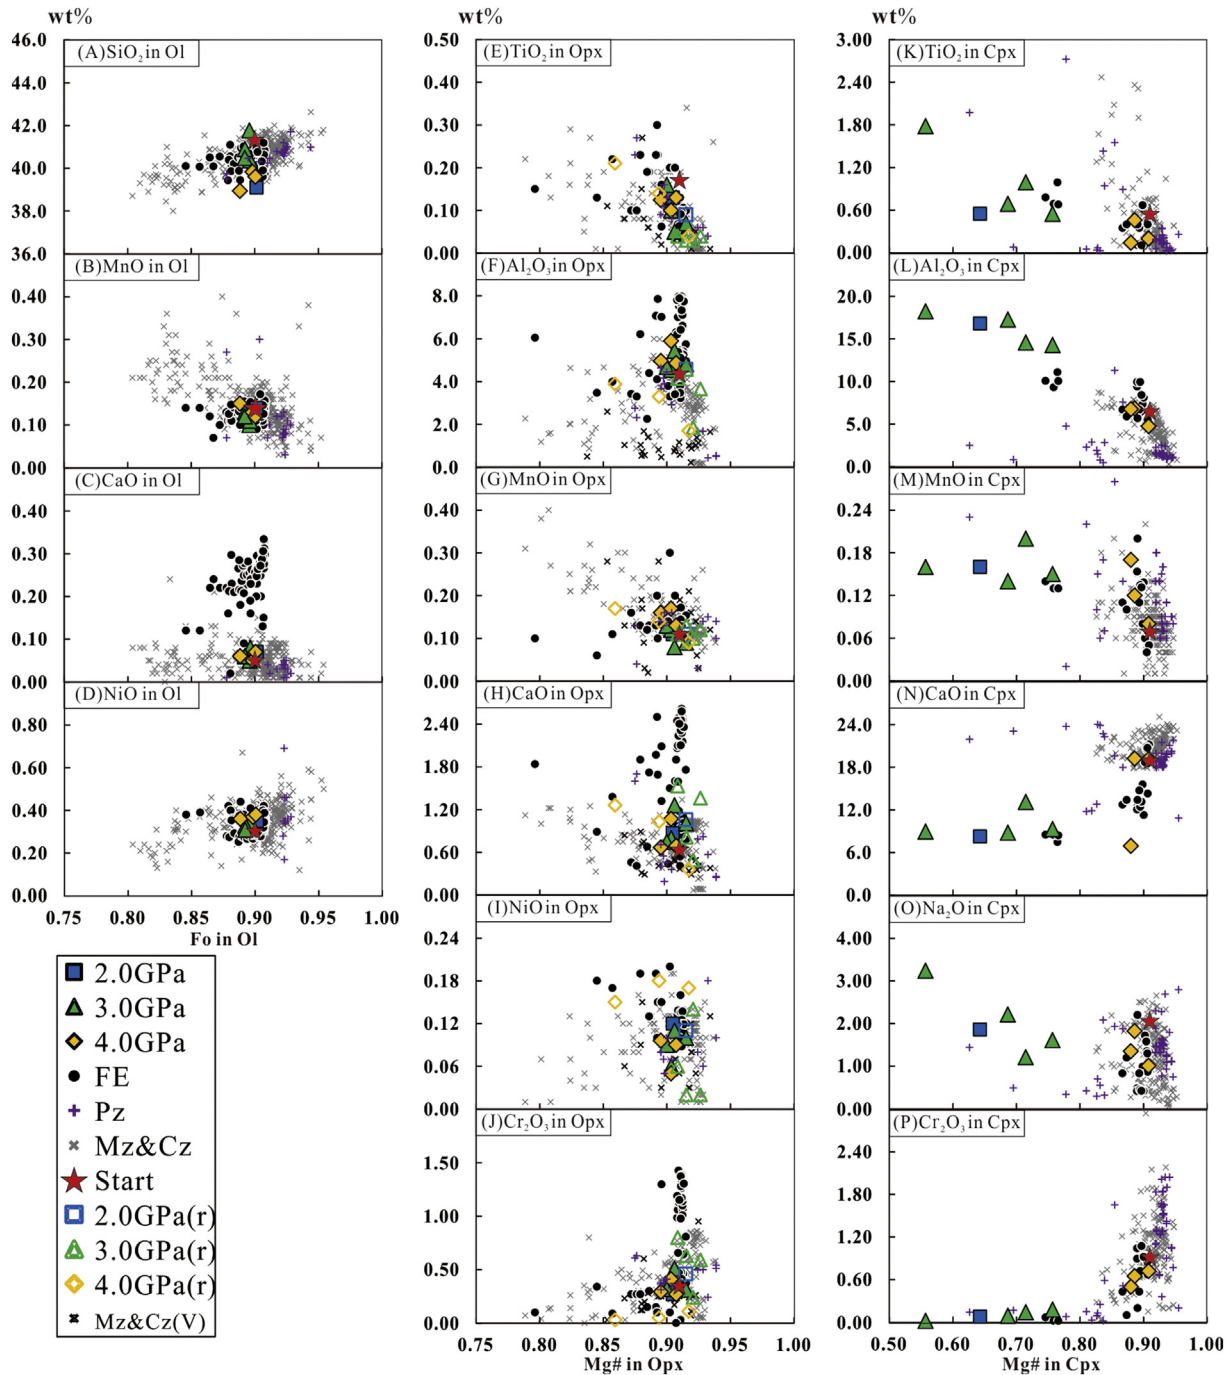 wt%
46.0
(A)SiO₂ in Ol
44.0
42.0
40.0
38.0
36.0
(B)MnO in Ol
0.40
0.30
0.20
0.10
0.00
(C)CaO in Ol
0.40
0.30
0.20
0.10
0.00
(D)NiO in Ol
0.80
0.60
0.40
0.20
0.00
0.75 0.80 0.85 0.90 0.95 1.00
Fo in Ol
2.0GPa
3.0GPa
4.0GPa
FE
Pz
Mz&Cz
Start
2.0GPa(r)
3.0GPa(r)
4.0GPa(r)
Mz&Cz(V)
wt%
0.50
(E)TiO₂ in Opx
0.40
0.30
0.20
0.10
0.00
(F)Al₂O₃ in Opx
8.0
6.0
4.0
2.0
0.00
(G)MnO in Opx
0.40
0.30
0.20
0.10
0.00
(H)CaO in Opx
2.40
1.80
1.20
0.60
0.00
(I)NiO in Opx
0.24
0.18
0.12
0.06
0.00
(J)Cr₂O₃ in Opx
1.50
1.00
0.50
0.00
0.75 0.80 0.85 0.90 0.95 1.00
Mg# in Opx
wt%
3.00
(K)TiO₂ in Cpx
2.40
1.80
1.20
0.60
0.00
(L)Al₂O₃ in Cpx
20.0
15.0
10.0
5.0
0.0
(M)MnO in Cpx
0.24
0.18
0.12
0.06
0.00
(N)CaO in Cpx
24.0
18.0
12.0
6.0
0.00
(O)Na₂O in Cpx
4.00
3.00
2.00
1.00
0.00
(P)Cr₂O₃ in Cpx
2.40
1.80
1.20
0.60
0.00
0.50 0.60 0.70 0.80 0.90 1.00
Mg# in Cpx